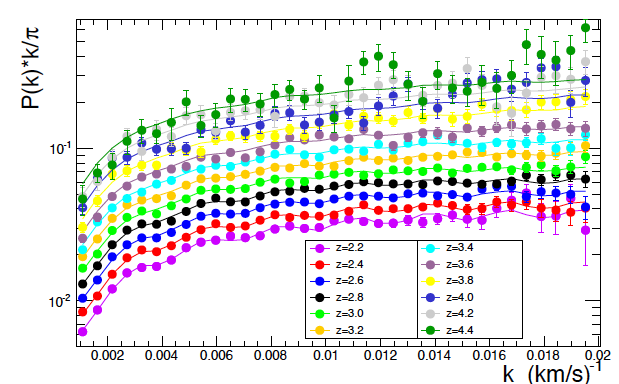 P(k)*k/π
10⁻¹
10⁻²
z=2.2 z=3.4
z=2.4 z=3.6
z=2.6 z=3.8
z=2.8 z=4.0
z=3.0 z=4.2
z=3.2 z=4.4
0.002 0.004 0.006 0.008 0.01 0.012 0.014 0.016 0.018 0.02
k (km/s)⁻¹